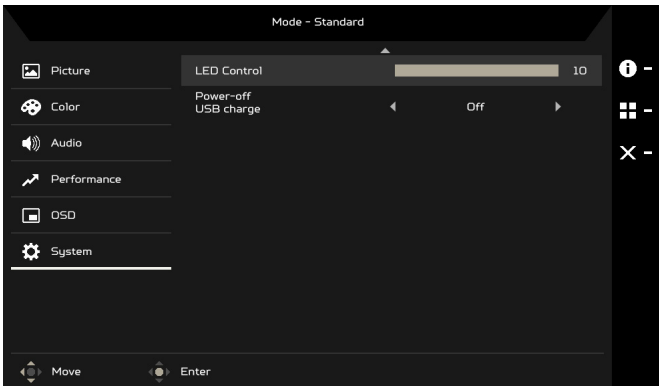 Mode - Standard
Picture
Color
Audio
Performance
OSD
System
LED Control 10
Power-off
USB charge Off
Move Enter